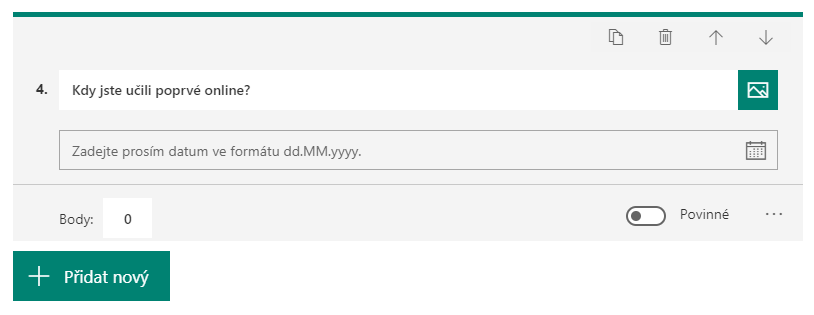 4. Kdy jste učili poprvé online?
Zadejte prosím datum ve formátu dd.MM.yyyy.
Body: 0 Povinné
Přidat nový